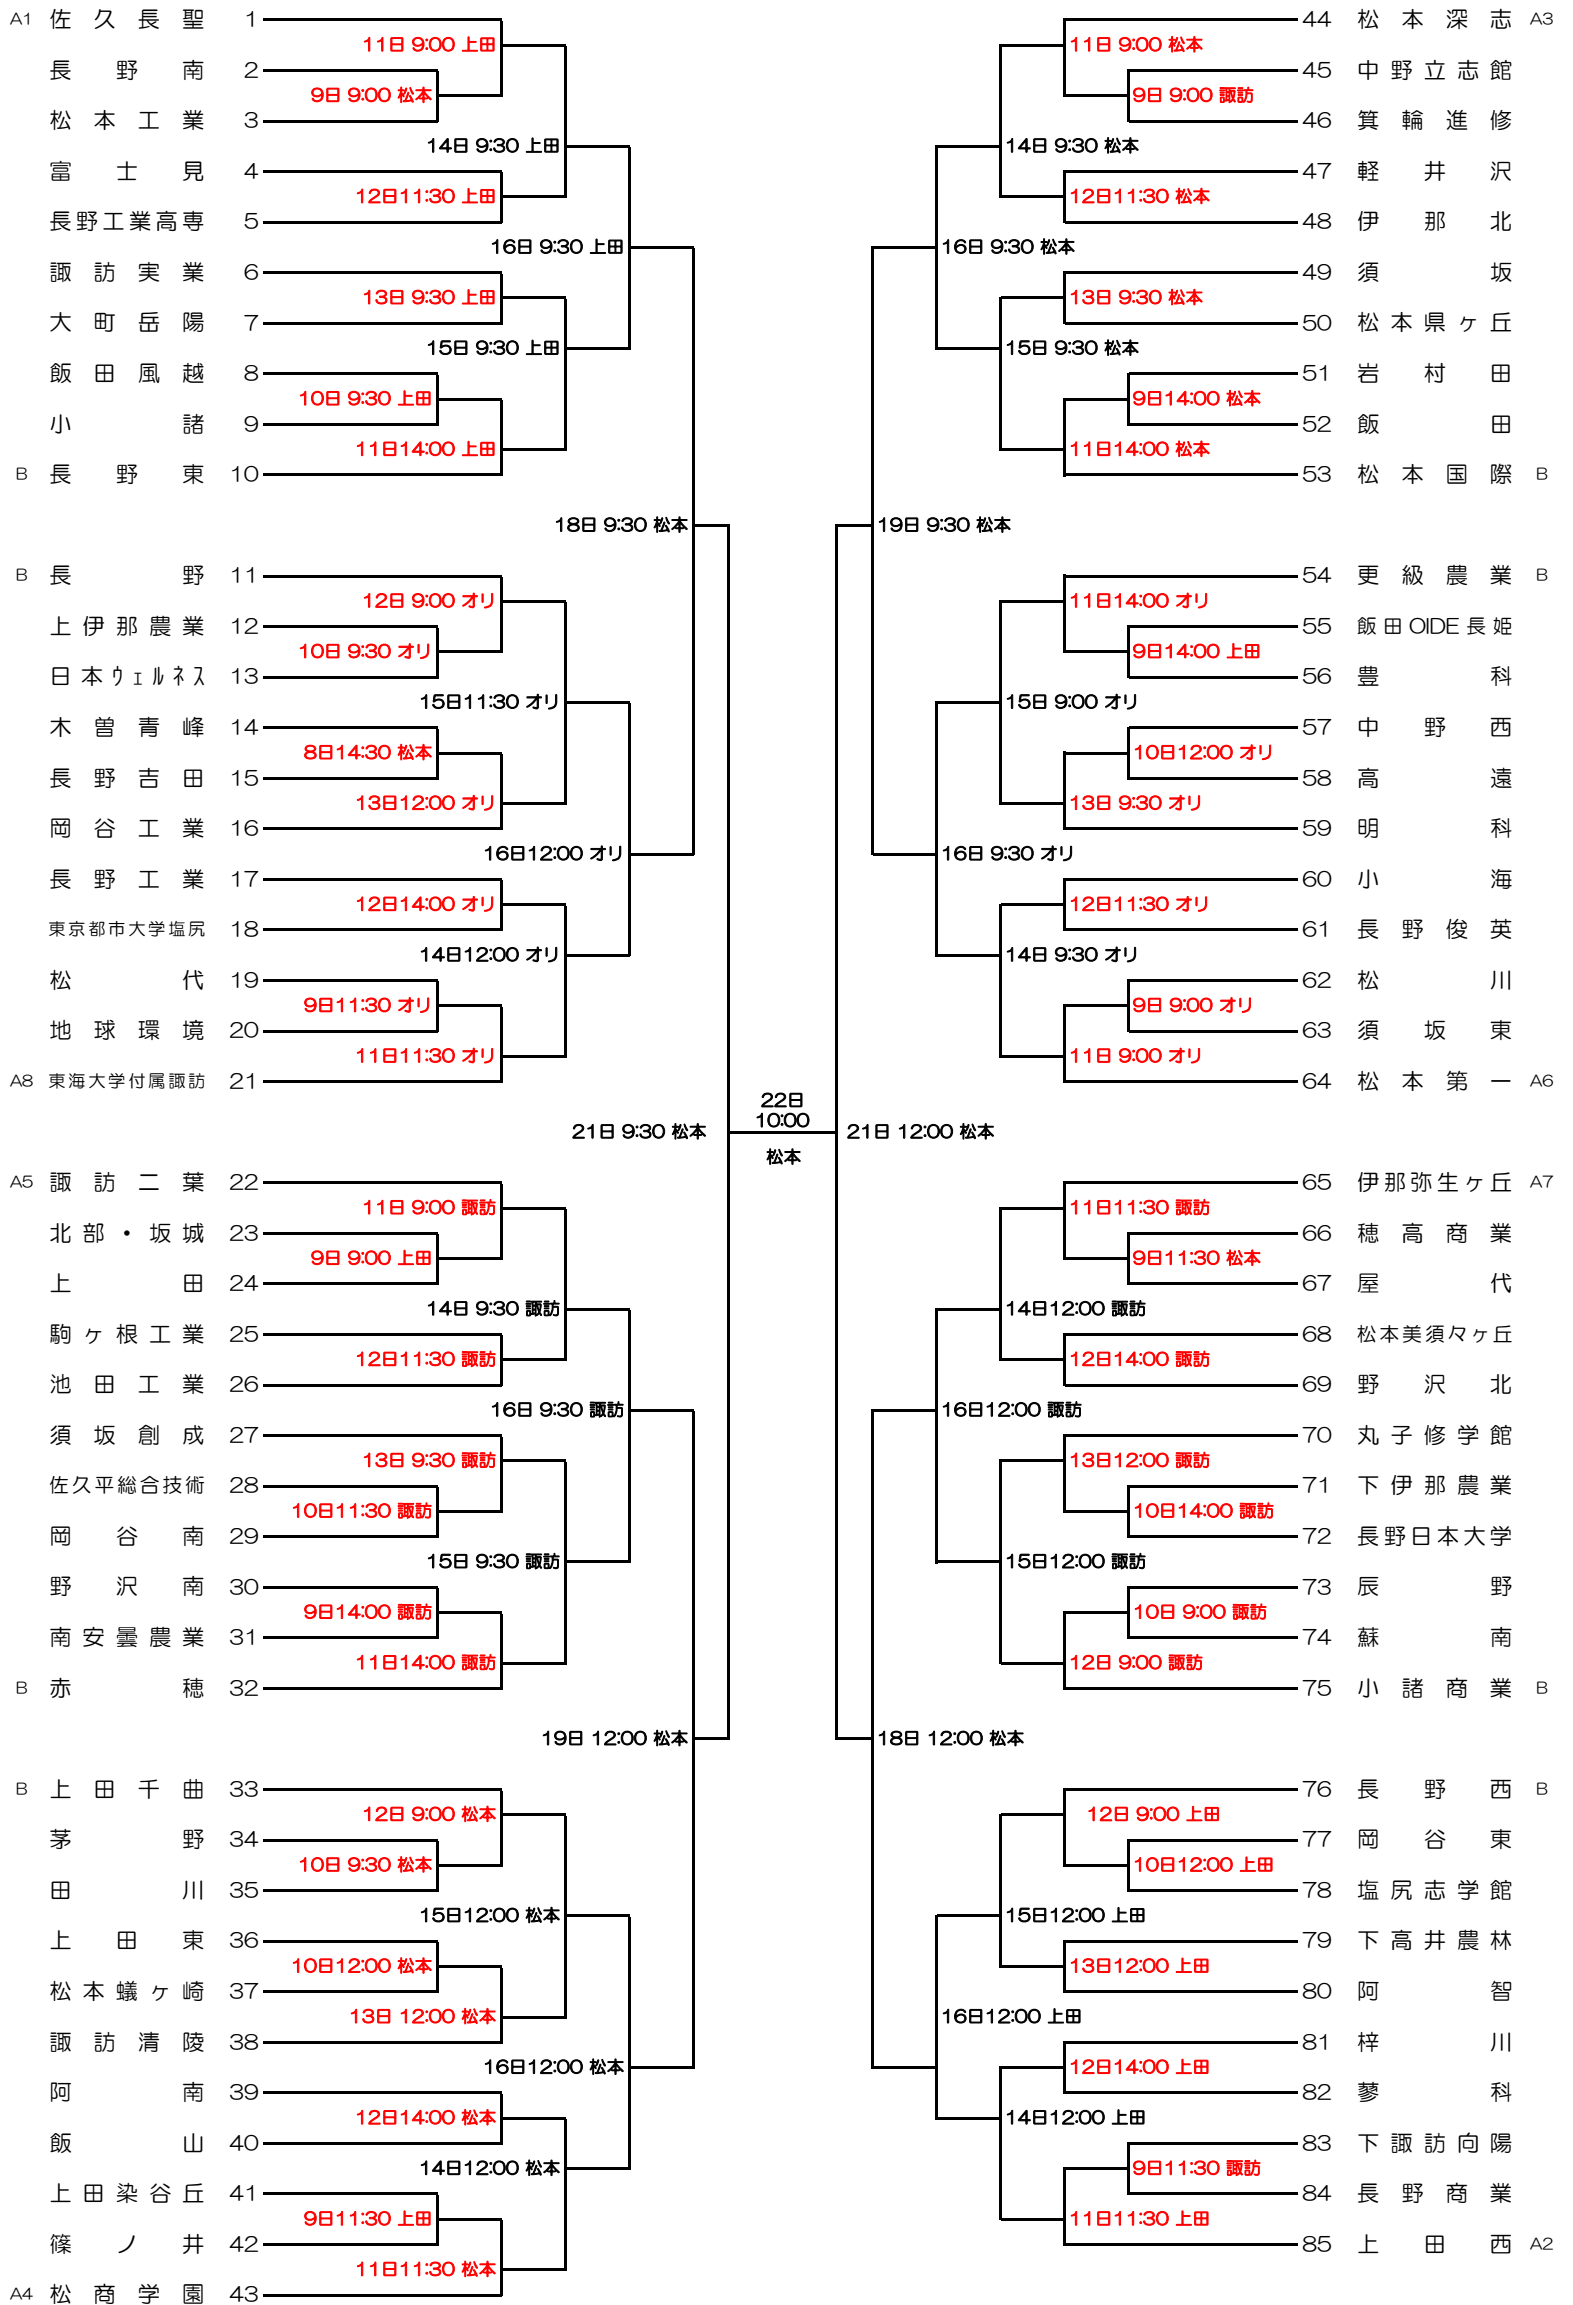 A1 佐久長聖 1
11日 9:00 上田
長野南 2
9日 9:00 松本
松本工業 3
14日 9:30 上田
富士見 4
12日11:30 上田
長野工業高専 5
16日 9:30 上田
諏訪実業 6
13日 9:30 上田
大町岳陽 7
15日 9:30 上田
飯田風越 8
10日 9:30 上田
小諸 9
11日14:00 上田
B 長野東 10
18日 9:30 松本
B 長野 11
12日 9:00 オリ
上伊那農業 12
10日 9:30 オリ
日本ウェルネス 13
15日11:30 オリ
木曽青峰 14
8日14:30 松本
長野吉田 15
13日12:00 オリ
岡谷工業 16
16日12:00 オリ
長野工業 17
12日14:00 オリ
東京都市大学塩尻 18
14日12:00 オリ
松代 19
9日11:30 オリ
地球環境 20
11日11:30 オリ
A8 東海大学付属諏訪 21
21日 9:30 松本
A5 諏訪二葉 22
11日 9:00 諏訪
北部・坂城 23
9日 9:00 上田
上田 24
14日 9:30 諏訪
駒ヶ根工業 25
12日11:30 諏訪
池田工業 26
16日 9:30 諏訪
須坂創成 27
13日 9:30 諏訪
佐久平総合技術 28
10日11:30 諏訪
岡谷南 29
15日 9:30 諏訪
野沢南 30
9日14:00 諏訪
南安曇農業 31
11日14:00 諏訪
B 赤穂 32
19日 12:00 松本
B 上田千曲 33
12日 9:00 松本
茅野 34
10日 9:30 松本
田川 35
15日12:00 松本
上田東 36
10日12:00 松本
松本蟻ヶ崎 37
13日 12:00 松本
諏訪清陵 38
16日12:00 松本
阿南 39
12日14:00 松本
飯山 40
14日12:00 松本
上田染谷丘 41
9日11:30 上田
篠ノ井 42
11日11:30 松本
A4 松商学園 43
22日
10:00
松本
44 松本深志 A3
11日 9:00 松本
45 中野立志館
9日 9:00 諏訪
46 箕輪進修
14日 9:30 松本
47 軽井沢
12日11:30 松本
48 伊那北
16日 9:30 松本
49 須坂
13日 9:30 松本
50 松本県ヶ丘
15日 9:30 松本
51 岩村田
9日14:00 松本
52 飯田
11日14:00 松本
53 松本国際 B
19日 9:30 松本
54 更級農業 B
11日14:00 オリ
55 飯田OIDE長姫
9日14:00 上田
56 豊科
15日 9:00 オリ
57 中野西
10日12:00 オリ
58 高遠
13日 9:30 オリ
59 明科
16日 9:30 オリ
60 小海
12日11:30 オリ
61 長野俊英
14日 9:30 オリ
62 松川
9日 9:00 オリ
63 須坂東
11日 9:00 オリ
64 松本第一 A6
21日 12:00 松本
65 伊那弥生ヶ丘 A7
11日11:30 諏訪
66 穂高商業
9日11:30 松本
67 屋代
14日12:00 諏訪
68 松本美須々ヶ丘
12日14:00 諏訪
69 野沢北
16日12:00 諏訪
70 丸子修学館
13日12:00 諏訪
71 下伊那農業
10日14:00 諏訪
72 長野日本大学
15日12:00 諏訪
73 辰野
10日 9:00 諏訪
74 蘇南
12日 9:00 諏訪
75 小諸商業 B
18日 12:00 松本
76 長野西 B
12日 9:00 上田
77 岡谷東
10日12:00 上田
78 塩尻志学館
15日12:00 上田
79 下高井農林
13日12:00 上田
80 阿智
16日12:00 上田
81 梓川
12日14:00 上田
82 蓼科
14日12:00 上田
83 下諏訪向陽
9日11:30 諏訪
84 長野商業
11日11:30 上田
85 上田西 A2